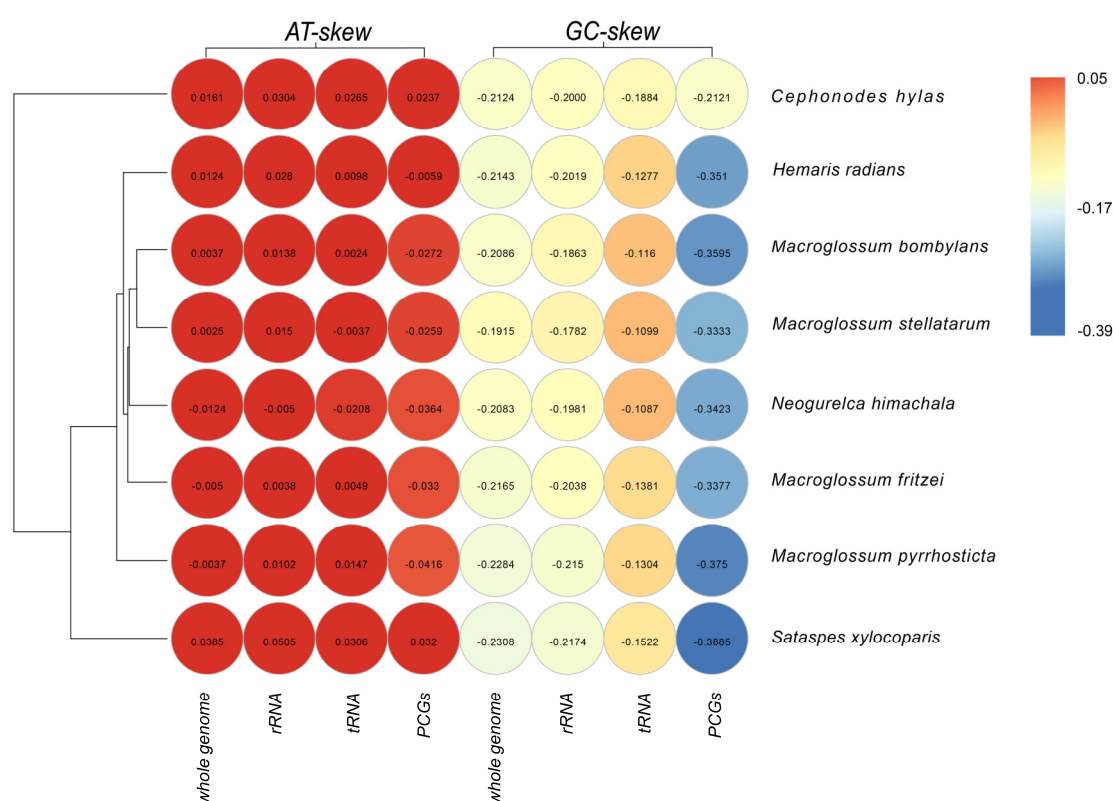 AT-skew GC-skew
0.0161 0.0304 0.0265 0.0237 -0.2124 -0.2000 -0.1884 -0.2121 Cephonodes hylas
0.0124 0.028 0.0098 -0.0059 -0.2143 -0.2019 -0.1277 -0.351 Hemaris radians
0.0037 0.0138 0.0024 -0.0272 -0.2086 -0.1863 -0.116 -0.3595 Macroglossum bombylans
0.0025 0.015 -0.0037 -0.0259 -0.1915 -0.1782 -0.1099 -0.3333 Macroglossum stellatarum
-0.0124 -0.005 -0.0208 -0.0364 -0.2083 -0.1981 -0.1087 -0.3423 Neogurelca himachala
-0.005 0.0038 0.0049 -0.033 -0.2165 -0.2038 -0.1381 -0.3377 Macroglossum fritzei
-0.0037 0.0102 0.0147 -0.0416 -0.2284 -0.215 -0.1304 -0.375 Macroglossum pyrrhosticta
0.0385 0.0505 0.0306 0.032 -0.2308 -0.2174 -0.1522 -0.3885 Sataspes xylocoparis
whole genome rRNA tRNA PCGs whole genome rRNA tRNA PCGs
0.05
-0.17
-0.39